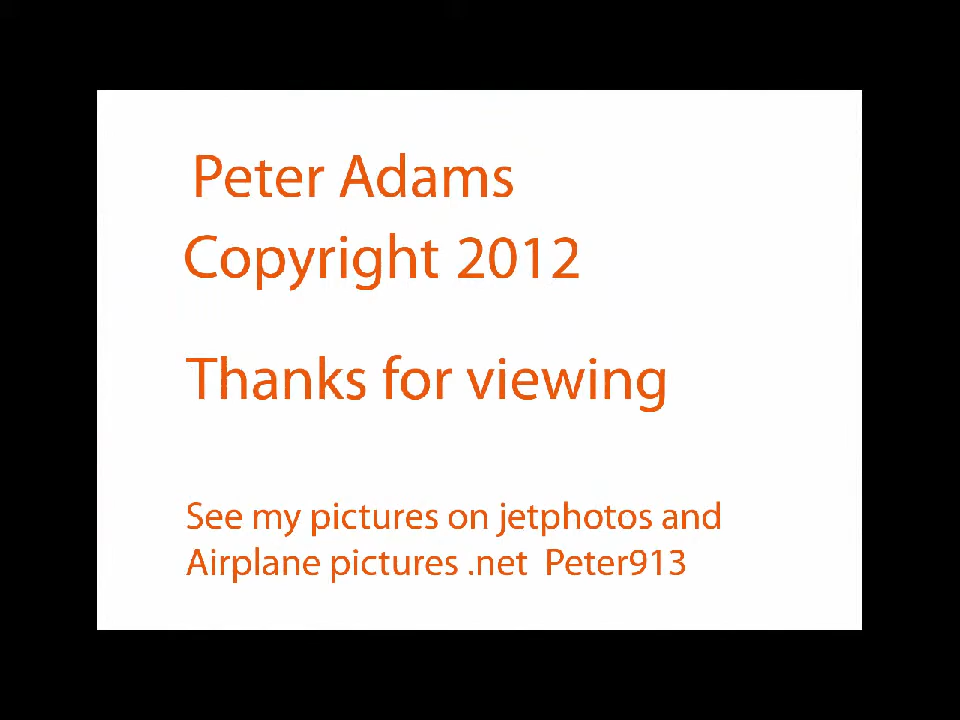 Peter Adams
Copyright 2012
Thanks for viewing
See my pictures on jetphotos and
Airplane pictures .net Peter913